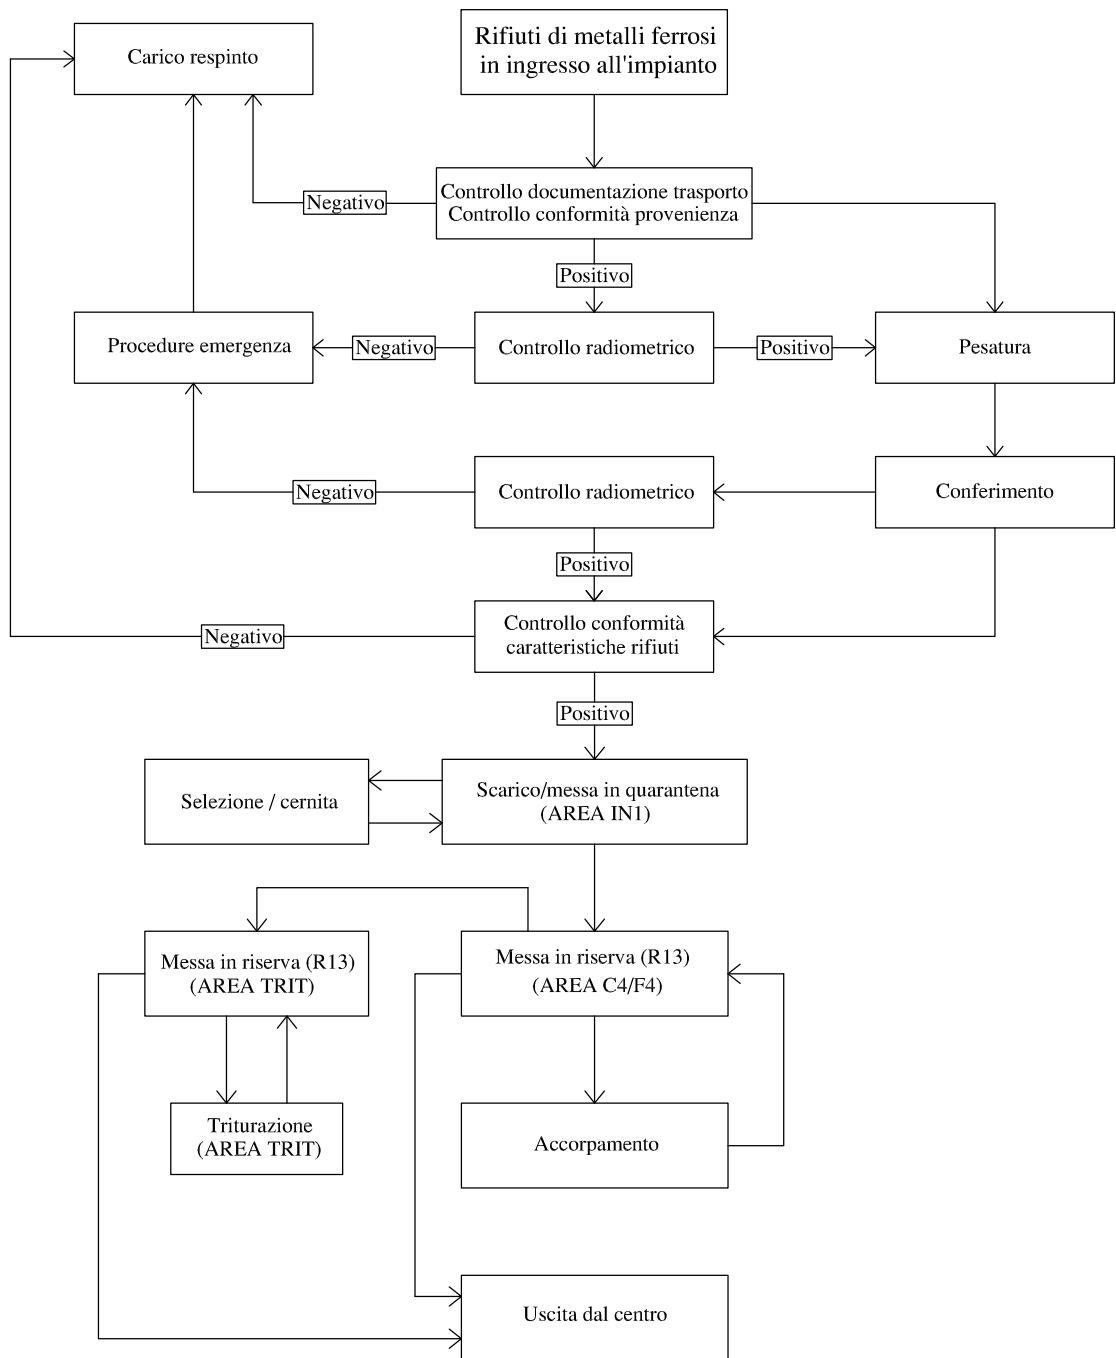 Carico respinto
Rifiuti di metalli ferrosi
in ingresso all'impianto
Controllo documentazione trasporto
Controllo conformità provenienza
Negativo
Positivo
Procedure emergenza
Negativo
Controllo radiometrico
Positivo
Pesatura
Negativo
Controllo radiometrico
Conferimento
Positivo
Controllo conformità
caratteristiche rifiuti
Negativo
Positivo
Selezione / cernita
Scarico/messa in quarantena
(AREA IN1)
Messa in riserva (R13)
(AREA TRIT)
Messa in riserva (R13)
(AREA C4/F4)
Triturazione
(AREA TRIT)
Accorpamento
Uscita dal centro